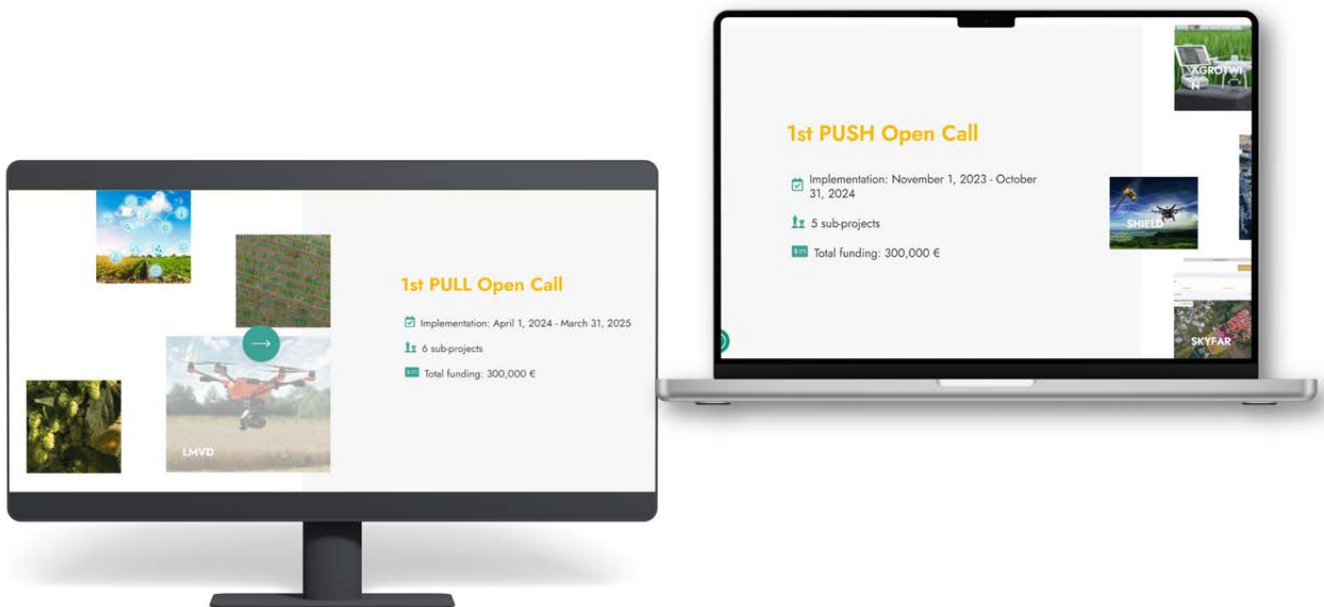 1st PULL Open Call
Implementation: April 1, 2024 - March 31, 2025
6 sub-projects
Total funding: 300,000 €
LMVD
1st PUSH Open Call
Implementation: November 1, 2023 - October
31, 2024
5 sub-projects
Total funding: 300,000 €
AGROTWI
N
SHIELD
SKYFAR